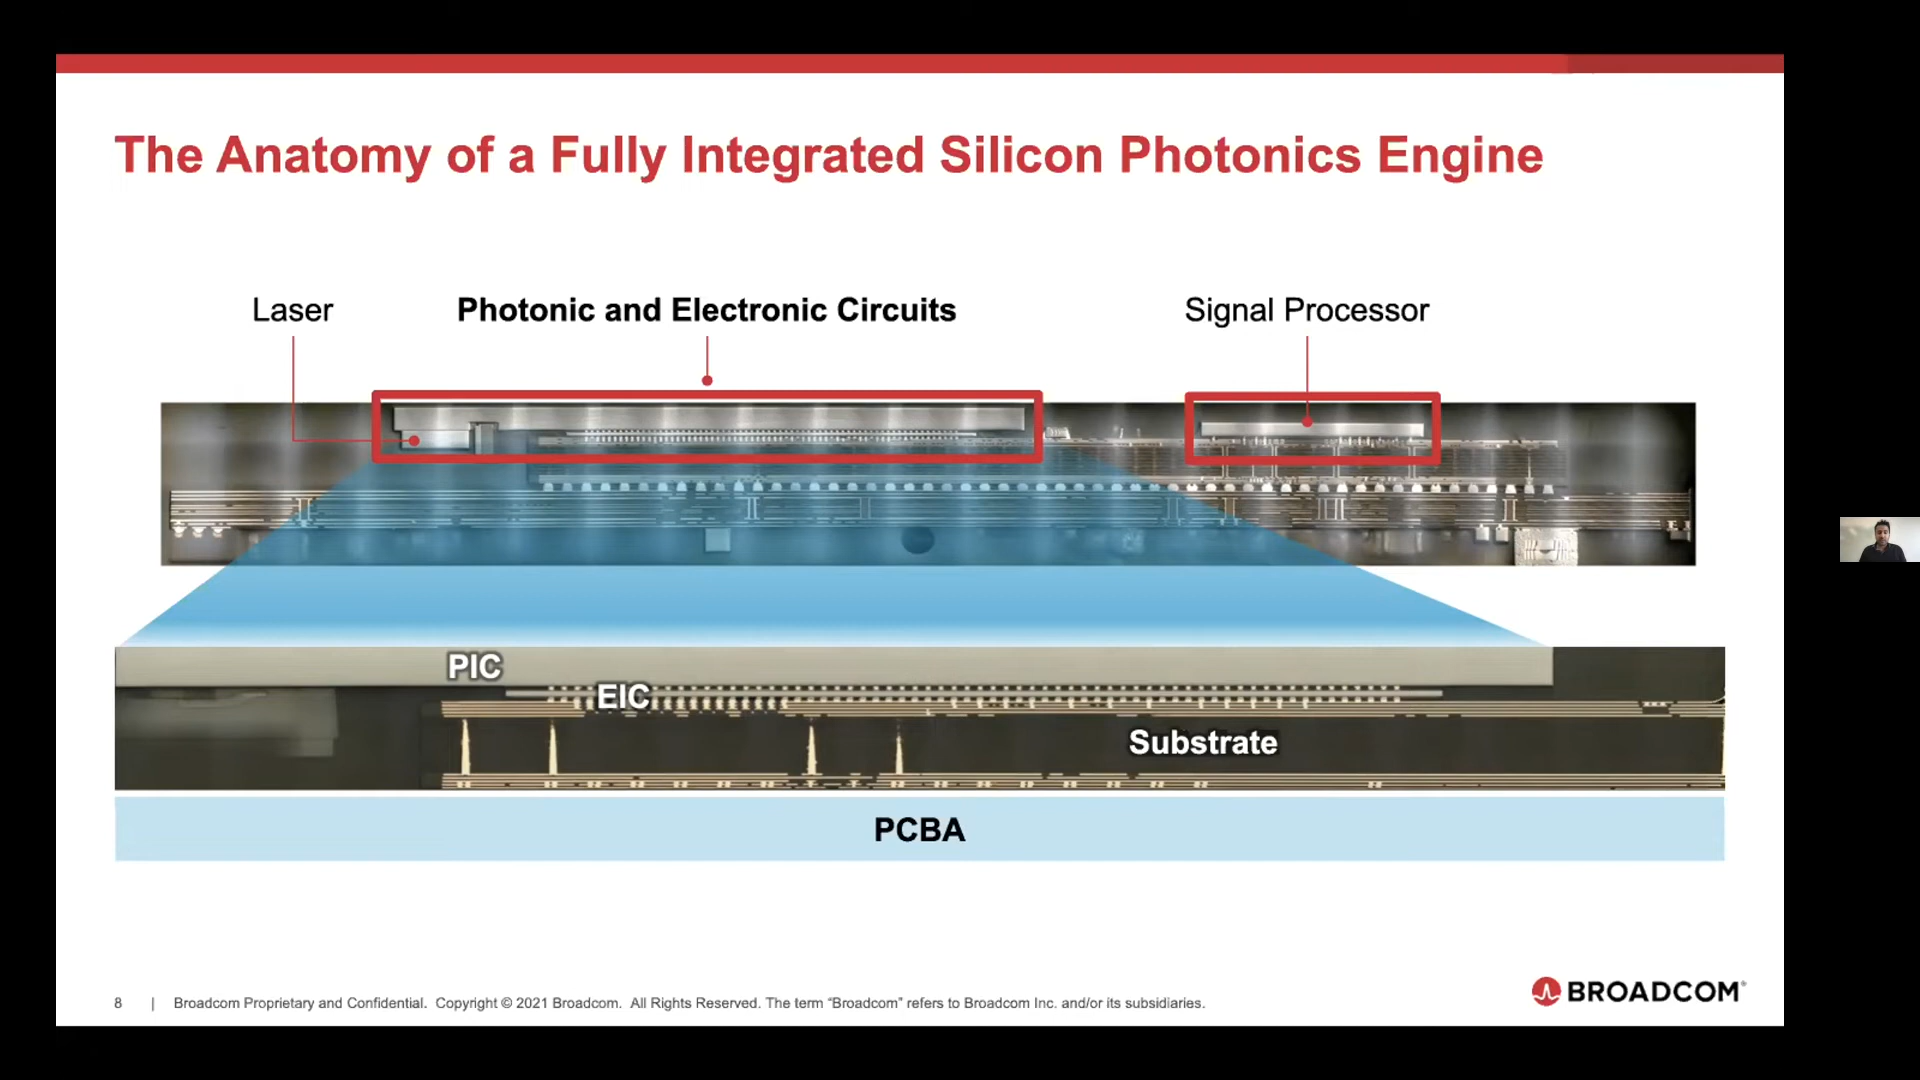 The Anatomy of a Fully Integrated Silicon Photonics Engine
Laser
Photonic and Electronic Circuits
Signal Processor
PIC
EIC
Substrate
PCBA
8 | Broadcom Proprietary and Confidential. Copyright © 2021 Broadcom. All Rights Reserved. The term “Broadcom” refers to Broadcom Inc. and/or its subsidiaries.
BROADCOM®